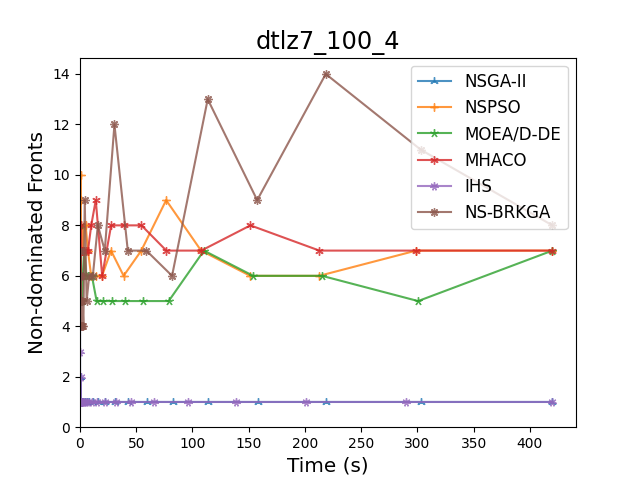 dtlz7_100_4
NSGA-II
NSPSO
MOEA/D-DE
MHACO
IHS
NS-BRKGA
Non-dominated Fronts
14
12
10
8
6
4
2
0
0 50 100 150 200 250 300 350 400
Time (s)